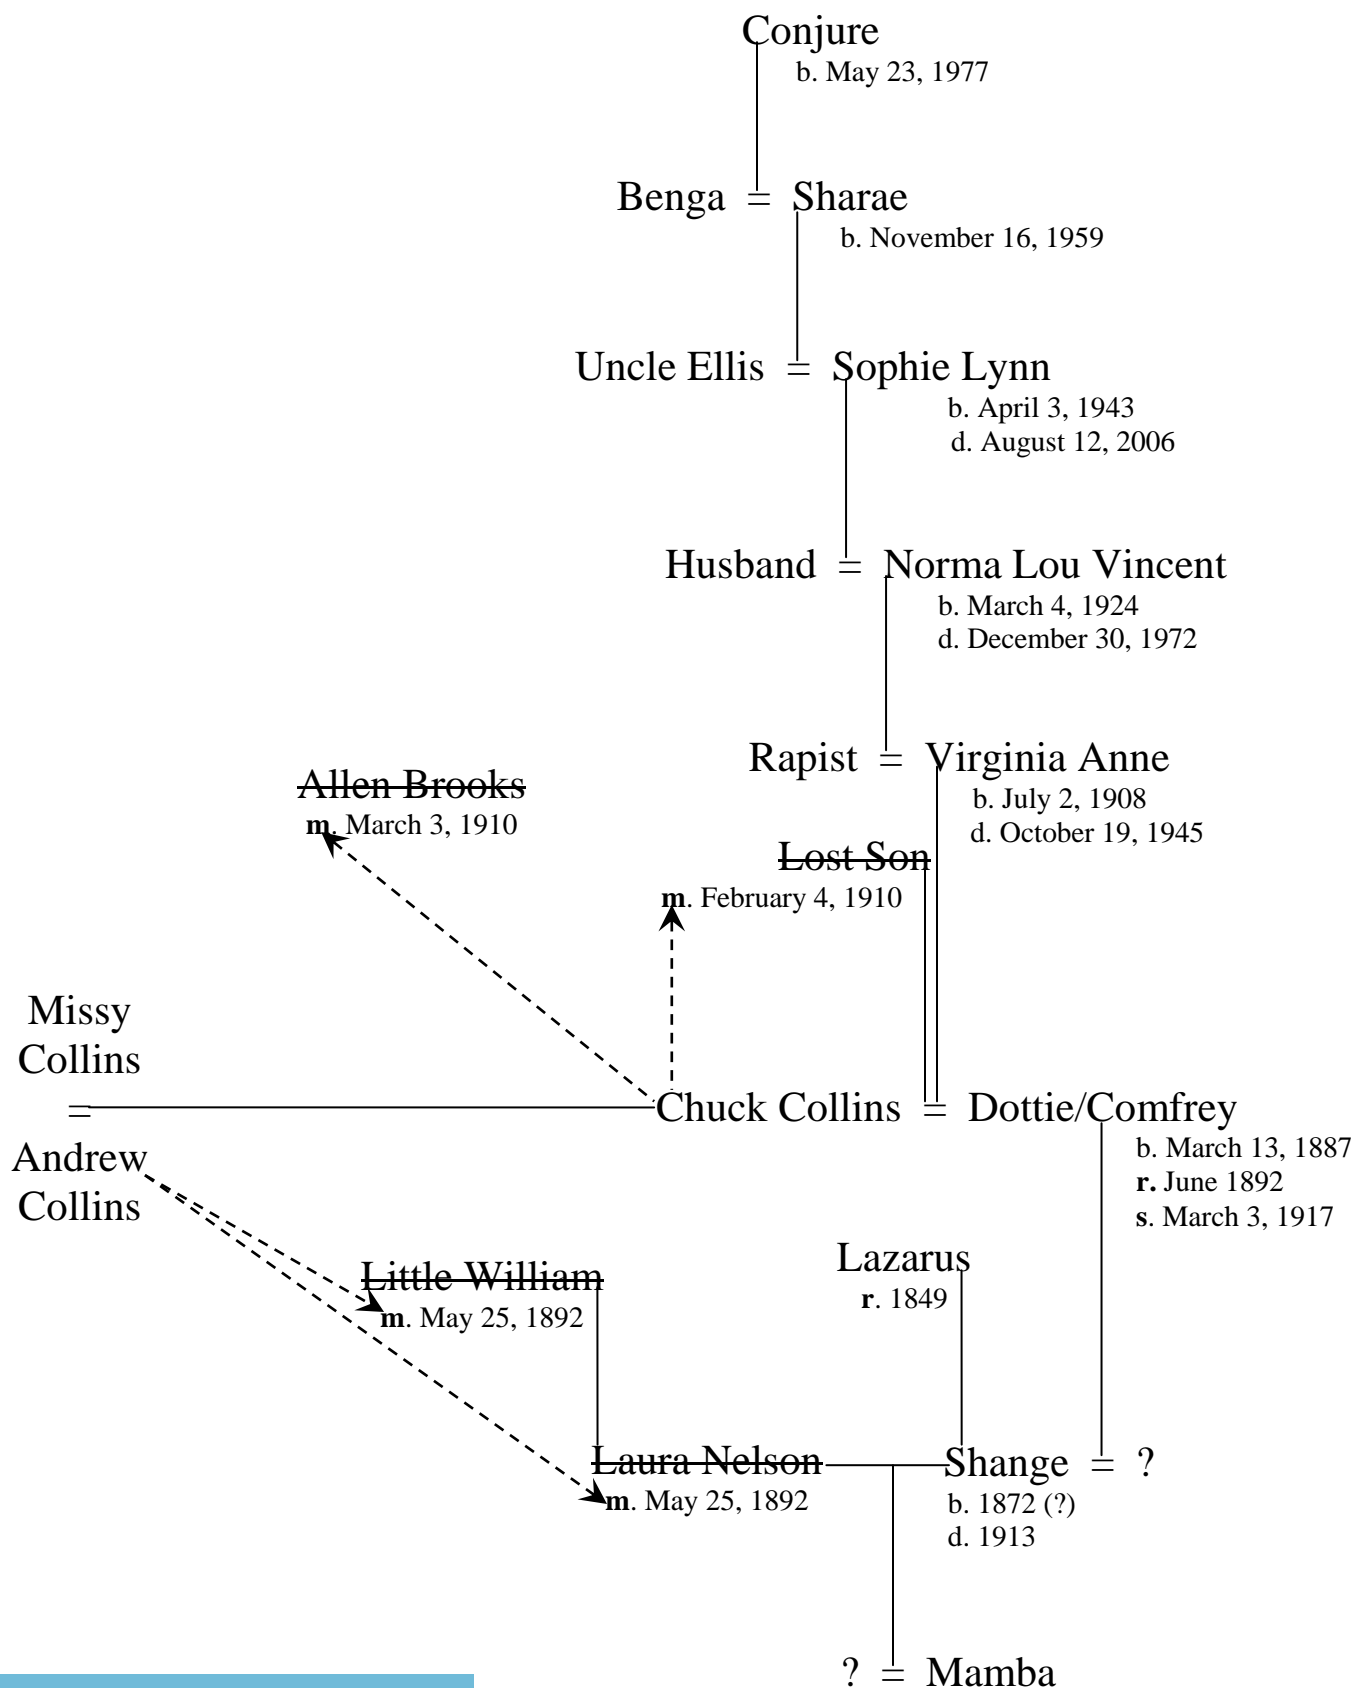 Conjure
b. May 23, 1977
Benga = Sharae
b. November 16, 1959
Uncle Ellis = Sophie Lynn
b. April 3, 1943
d. August 12, 2006
Husband = Norma Lou Vincent
b. March 4, 1924
d. December 30, 1972
Rapist = Virginia Anne
b. July 2, 1908
d. October 19, 1945
Allen Brooks
m. March 3, 1910
Lost Son
m. February 4, 1910
Missy
Collins
=
Andrew
Collins
Chuck Collins = Dottie/Comfrey
b. March 13, 1887
r. June 1892
s. March 3, 1917
Little William
m. May 25, 1892
Lazarus
r. 1849
Laura Nelson
m. May 25, 1892
Shange = ?
b. 1872 (?)
d. 1913
? = Mamba